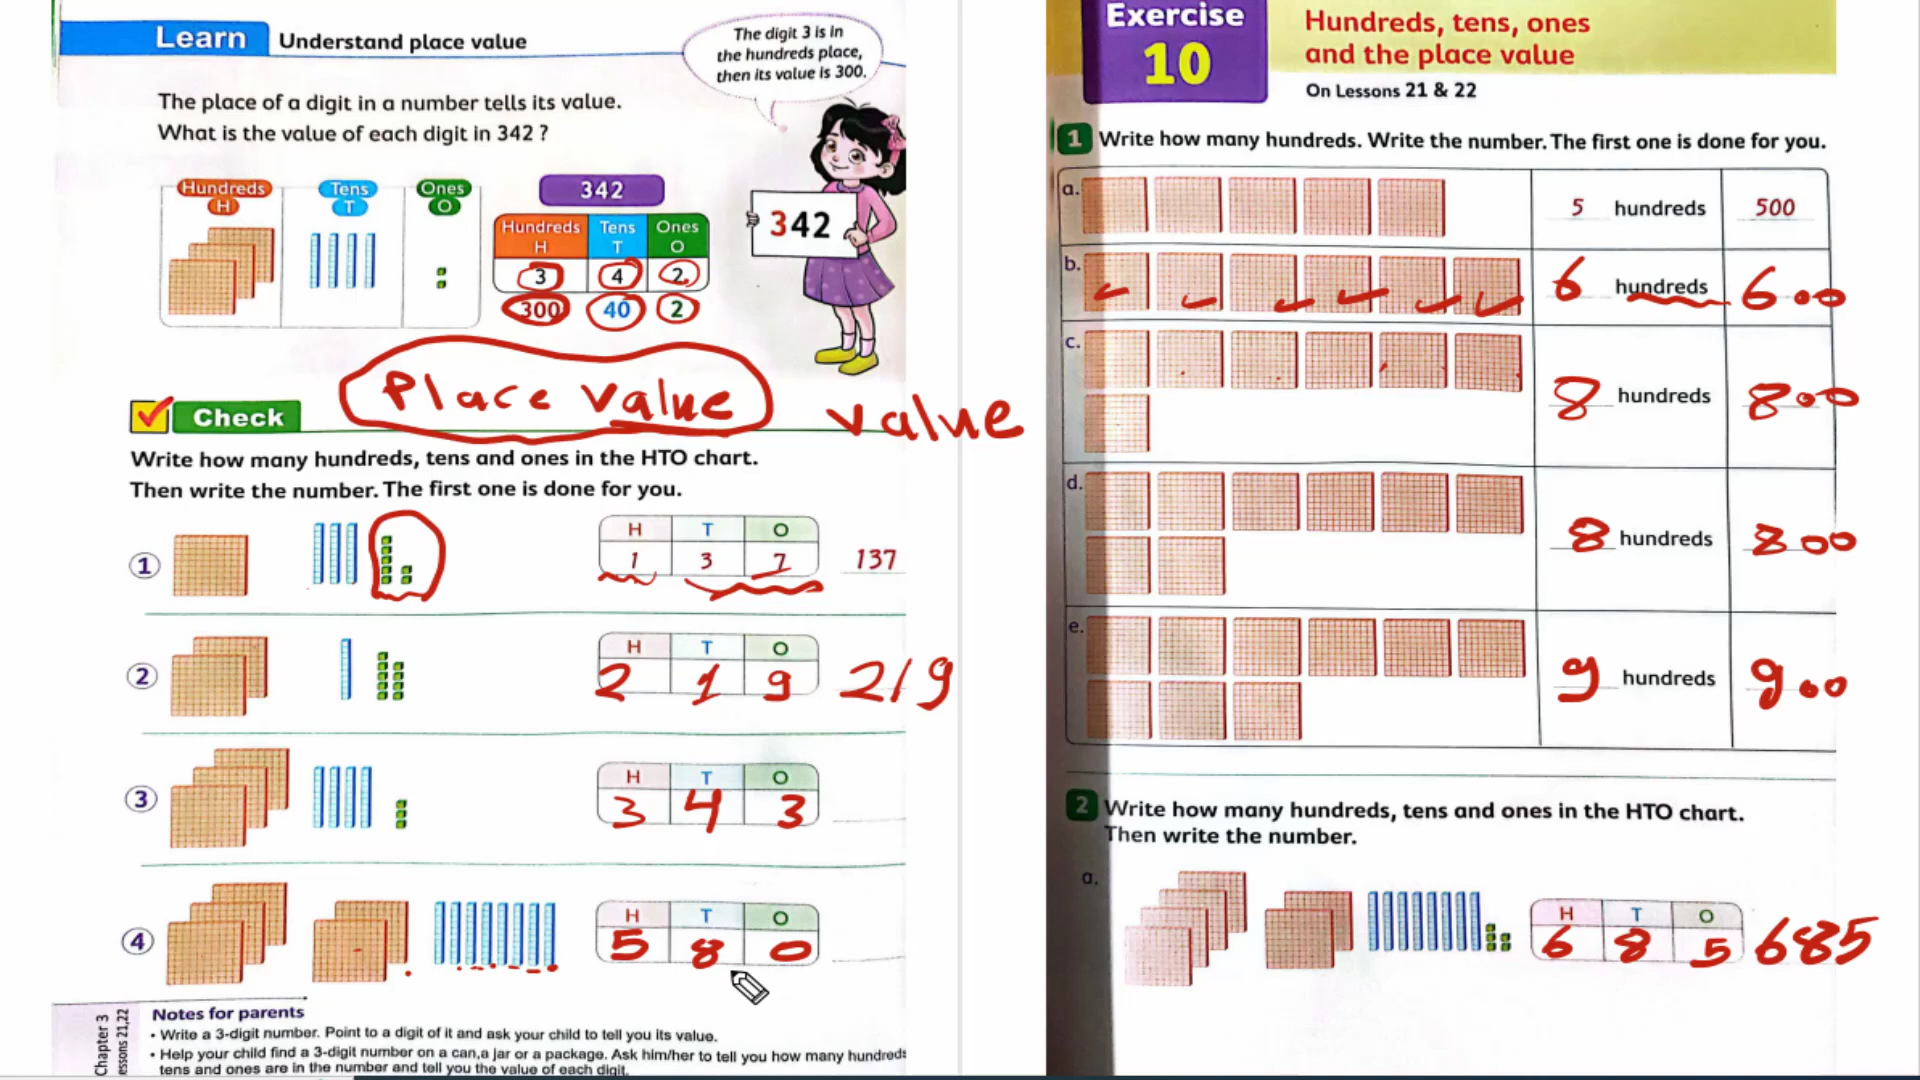 Learn Understand place value
The digit 3 is in
the hundreds place,
then its value is 300.
The place of a digit in a number tells its value.
What is the value of each digit in 342 ?
Hundreds Tens Ones
H T O
342
Hundreds Tens Ones
H T O
3 4 2
300 40 2
342
Place value
value
Check
Write how many hundreds, tens and ones in the HTO chart.
Then write the number. The first one is done for you.
H T O
1 1 3 7 137
H T O
2 2 1 9 219
H T O
3 3 4 3
H T O
4 5 8 0
Chapter 3
Notes for parents
• Write a 3-digit number. Point to a digit of it and ask your child to tell you its value.
• Help your child find a 3-digit number on a can,a jar or a package. Ask him/her to tell you how many hundreds
tens and ones are in the number and tell you the value of each digit.
Exercise
10
Hundreds, tens, ones
and the place value
On Lessons 21 & 22
1 Write how many hundreds. Write the number. The first one is done for you.
a. 5 hundreds 500
b. 6 hundreds 600
c. 8 hundreds 800
d. 8 hundreds 800
e. 9 hundreds 900
2 Write how many hundreds, tens and ones in the HTO chart.
Then write the number.
a.
H T O
6 8 5 685